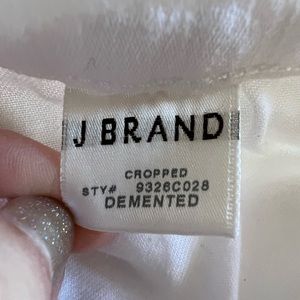 J BRAND
CROPPED
STY# 9326C028
DEMENTED